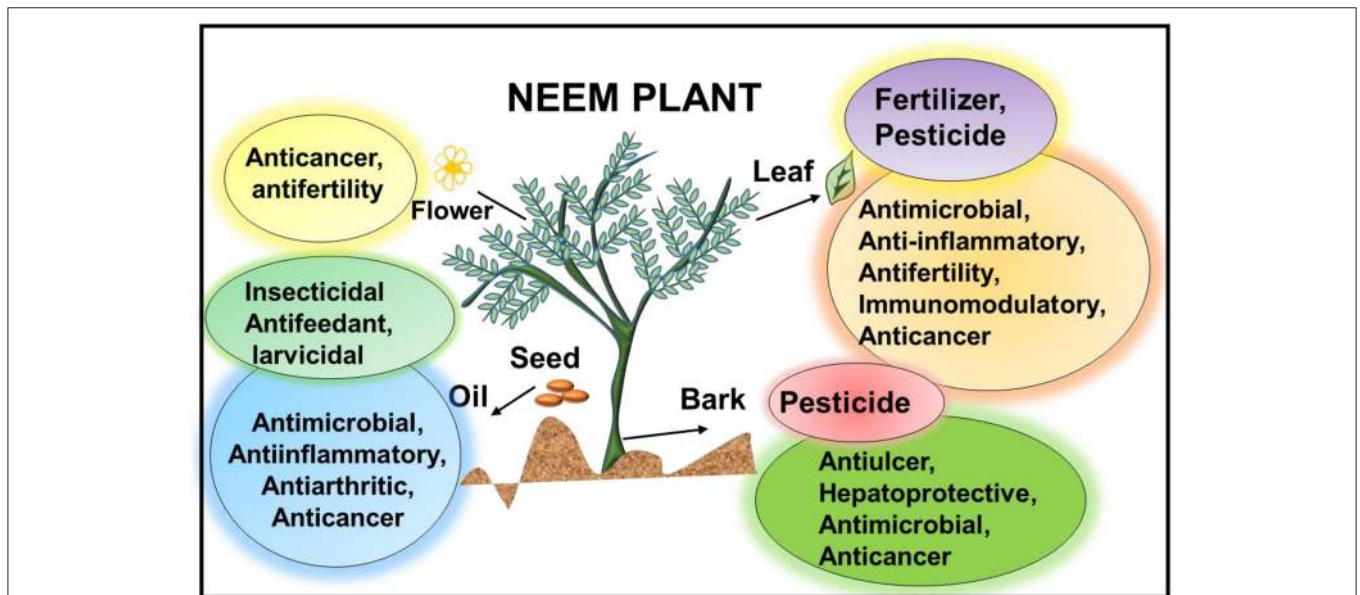 NEEM PLANT
Anticancer,
antifertility
Flower
Insecticidal
Antifeedant,
larvicidal
Seed
Oil
Antimicrobial,
Antiinflammatory,
Antiarthritic,
Anticancer
Leaf
Fertilizer,
Pesticide
Antimicrobial,
Anti-inflammatory,
Antifertility,
Immunomodulatory,
Anticancer
Bark
Pesticide
Antiulcer,
Hepatoprotective,
Antimicrobial,
Anticancer